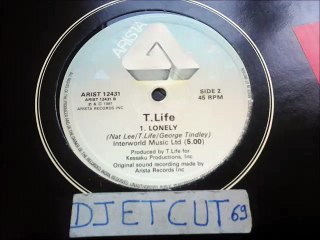 ARISTA
ARIST 12431
ARIST 12431 B
℗ & © 1981
ARISTA RECORDS INC
SIDE 2
45 RPM
T.Life
1. LONELY
(Nat Lee/T.Life/George Tindley)
Interworld Music Ltd (5.00)
Produced by T.Life for
Kessaku Productions, Inc
Original sound recording made by
Arista Records Inc
DJETCUT69